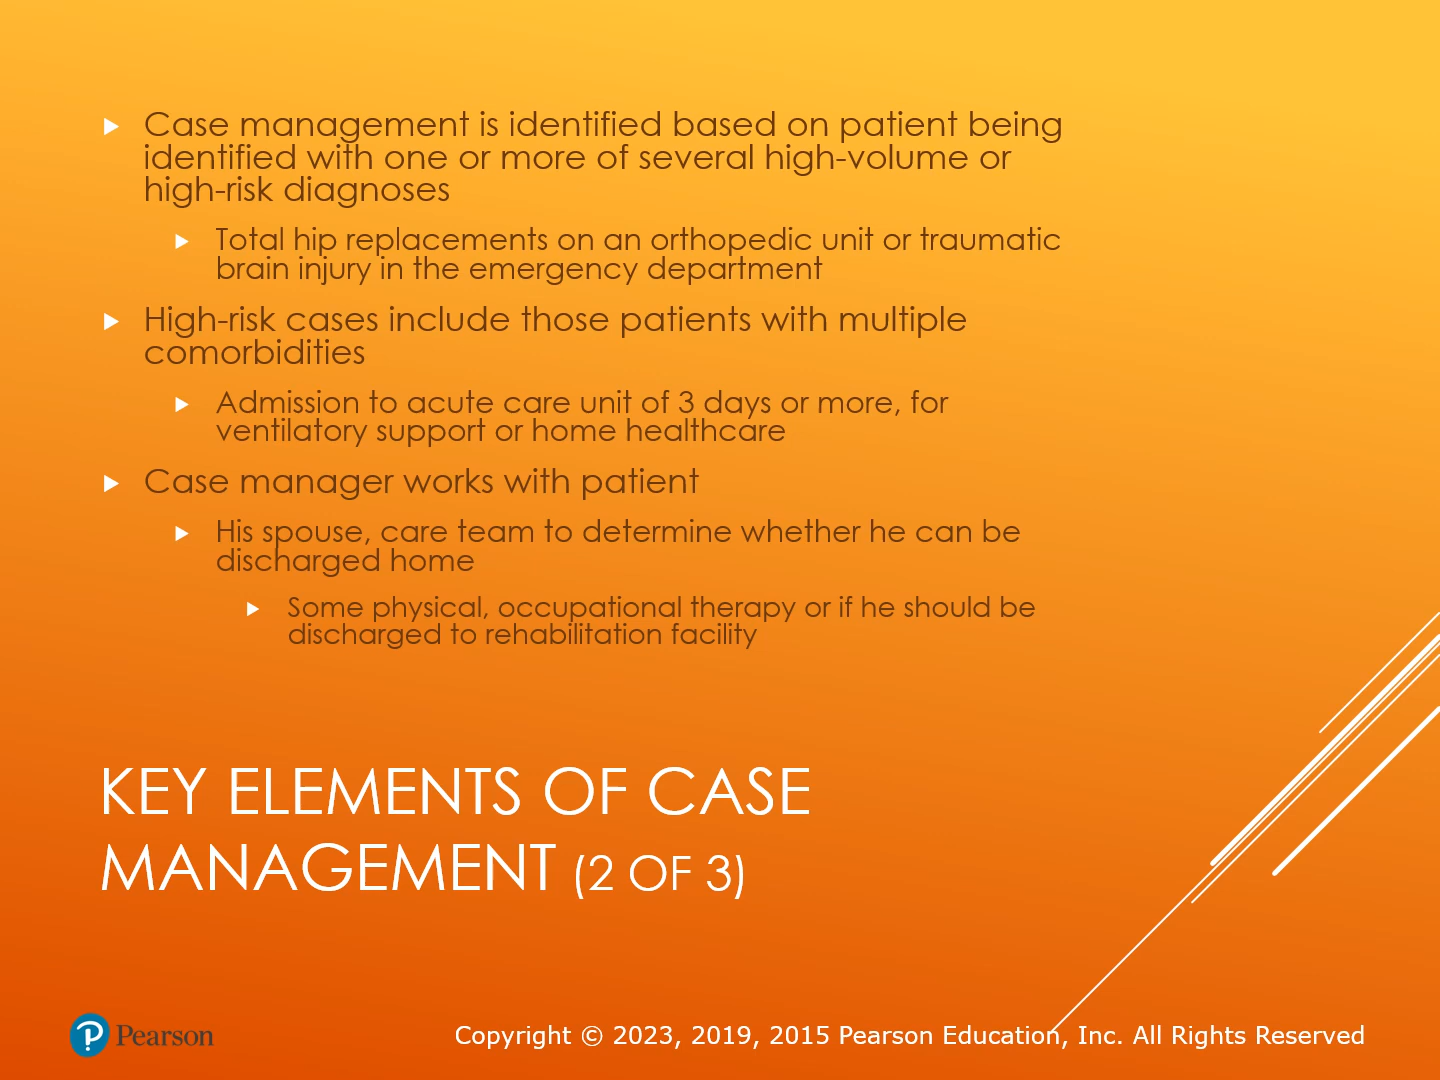 Case management is identified based on patient being
identified with one or more of several high-volume or
high-risk diagnoses
Total hip replacements on an orthopedic unit or traumatic
brain injury in the emergency department
High-risk cases include those patients with multiple
comorbidities
Admission to acute care unit of 3 days or more, for
ventilatory support or home healthcare
Case manager works with patient
His spouse, care team to determine whether he can be
discharged home
Some physical, occupational therapy or if he should be
discharged to rehabilitation facility
KEY ELEMENTS OF CASE
MANAGEMENT (2 OF 3)
Pearson
Copyright © 2023, 2019, 2015 Pearson Education, Inc. All Rights Reserved